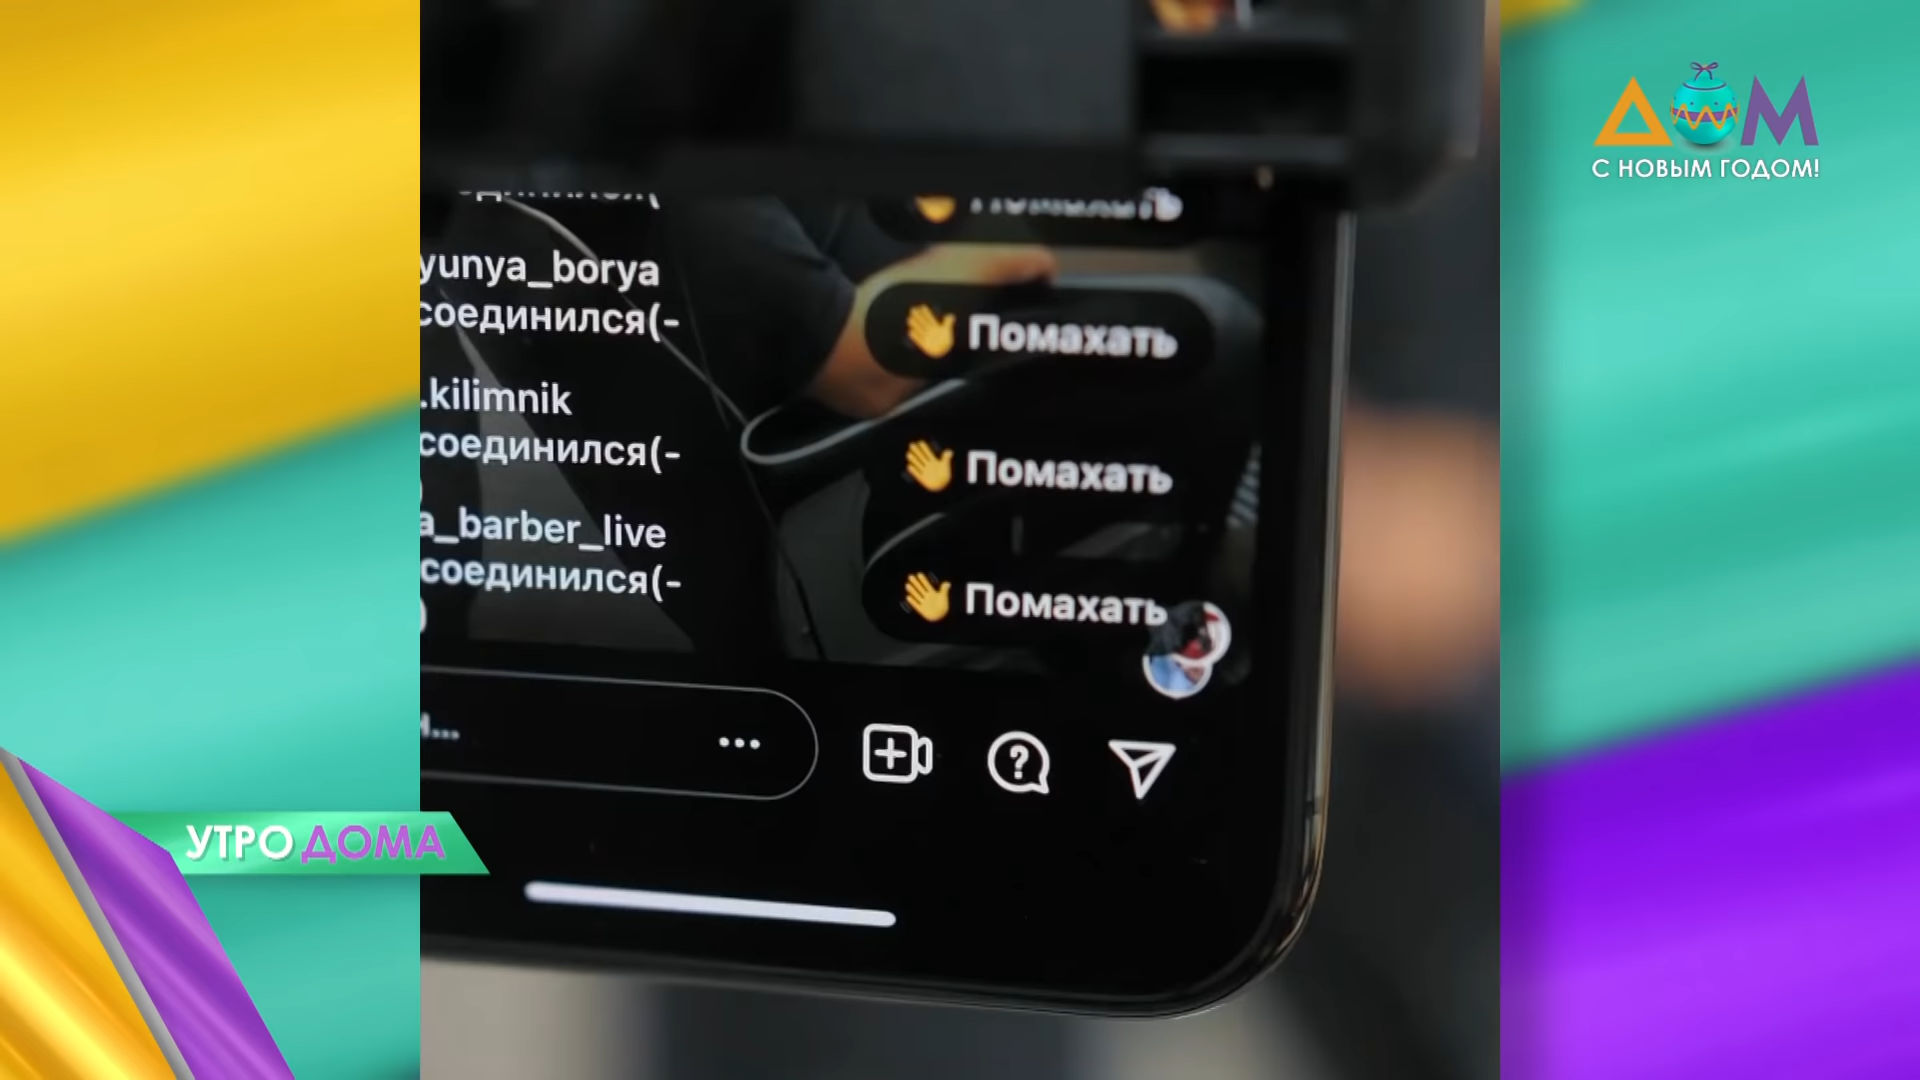 ДОМ
С НОВЫМ ГОДОМ!
yunya_borya
соединился(-
Помахать
.kilimnik
соединился(-
)
Помахать
a_barber_live
соединился(-
)
Помахать
...
УТРО ДОМА